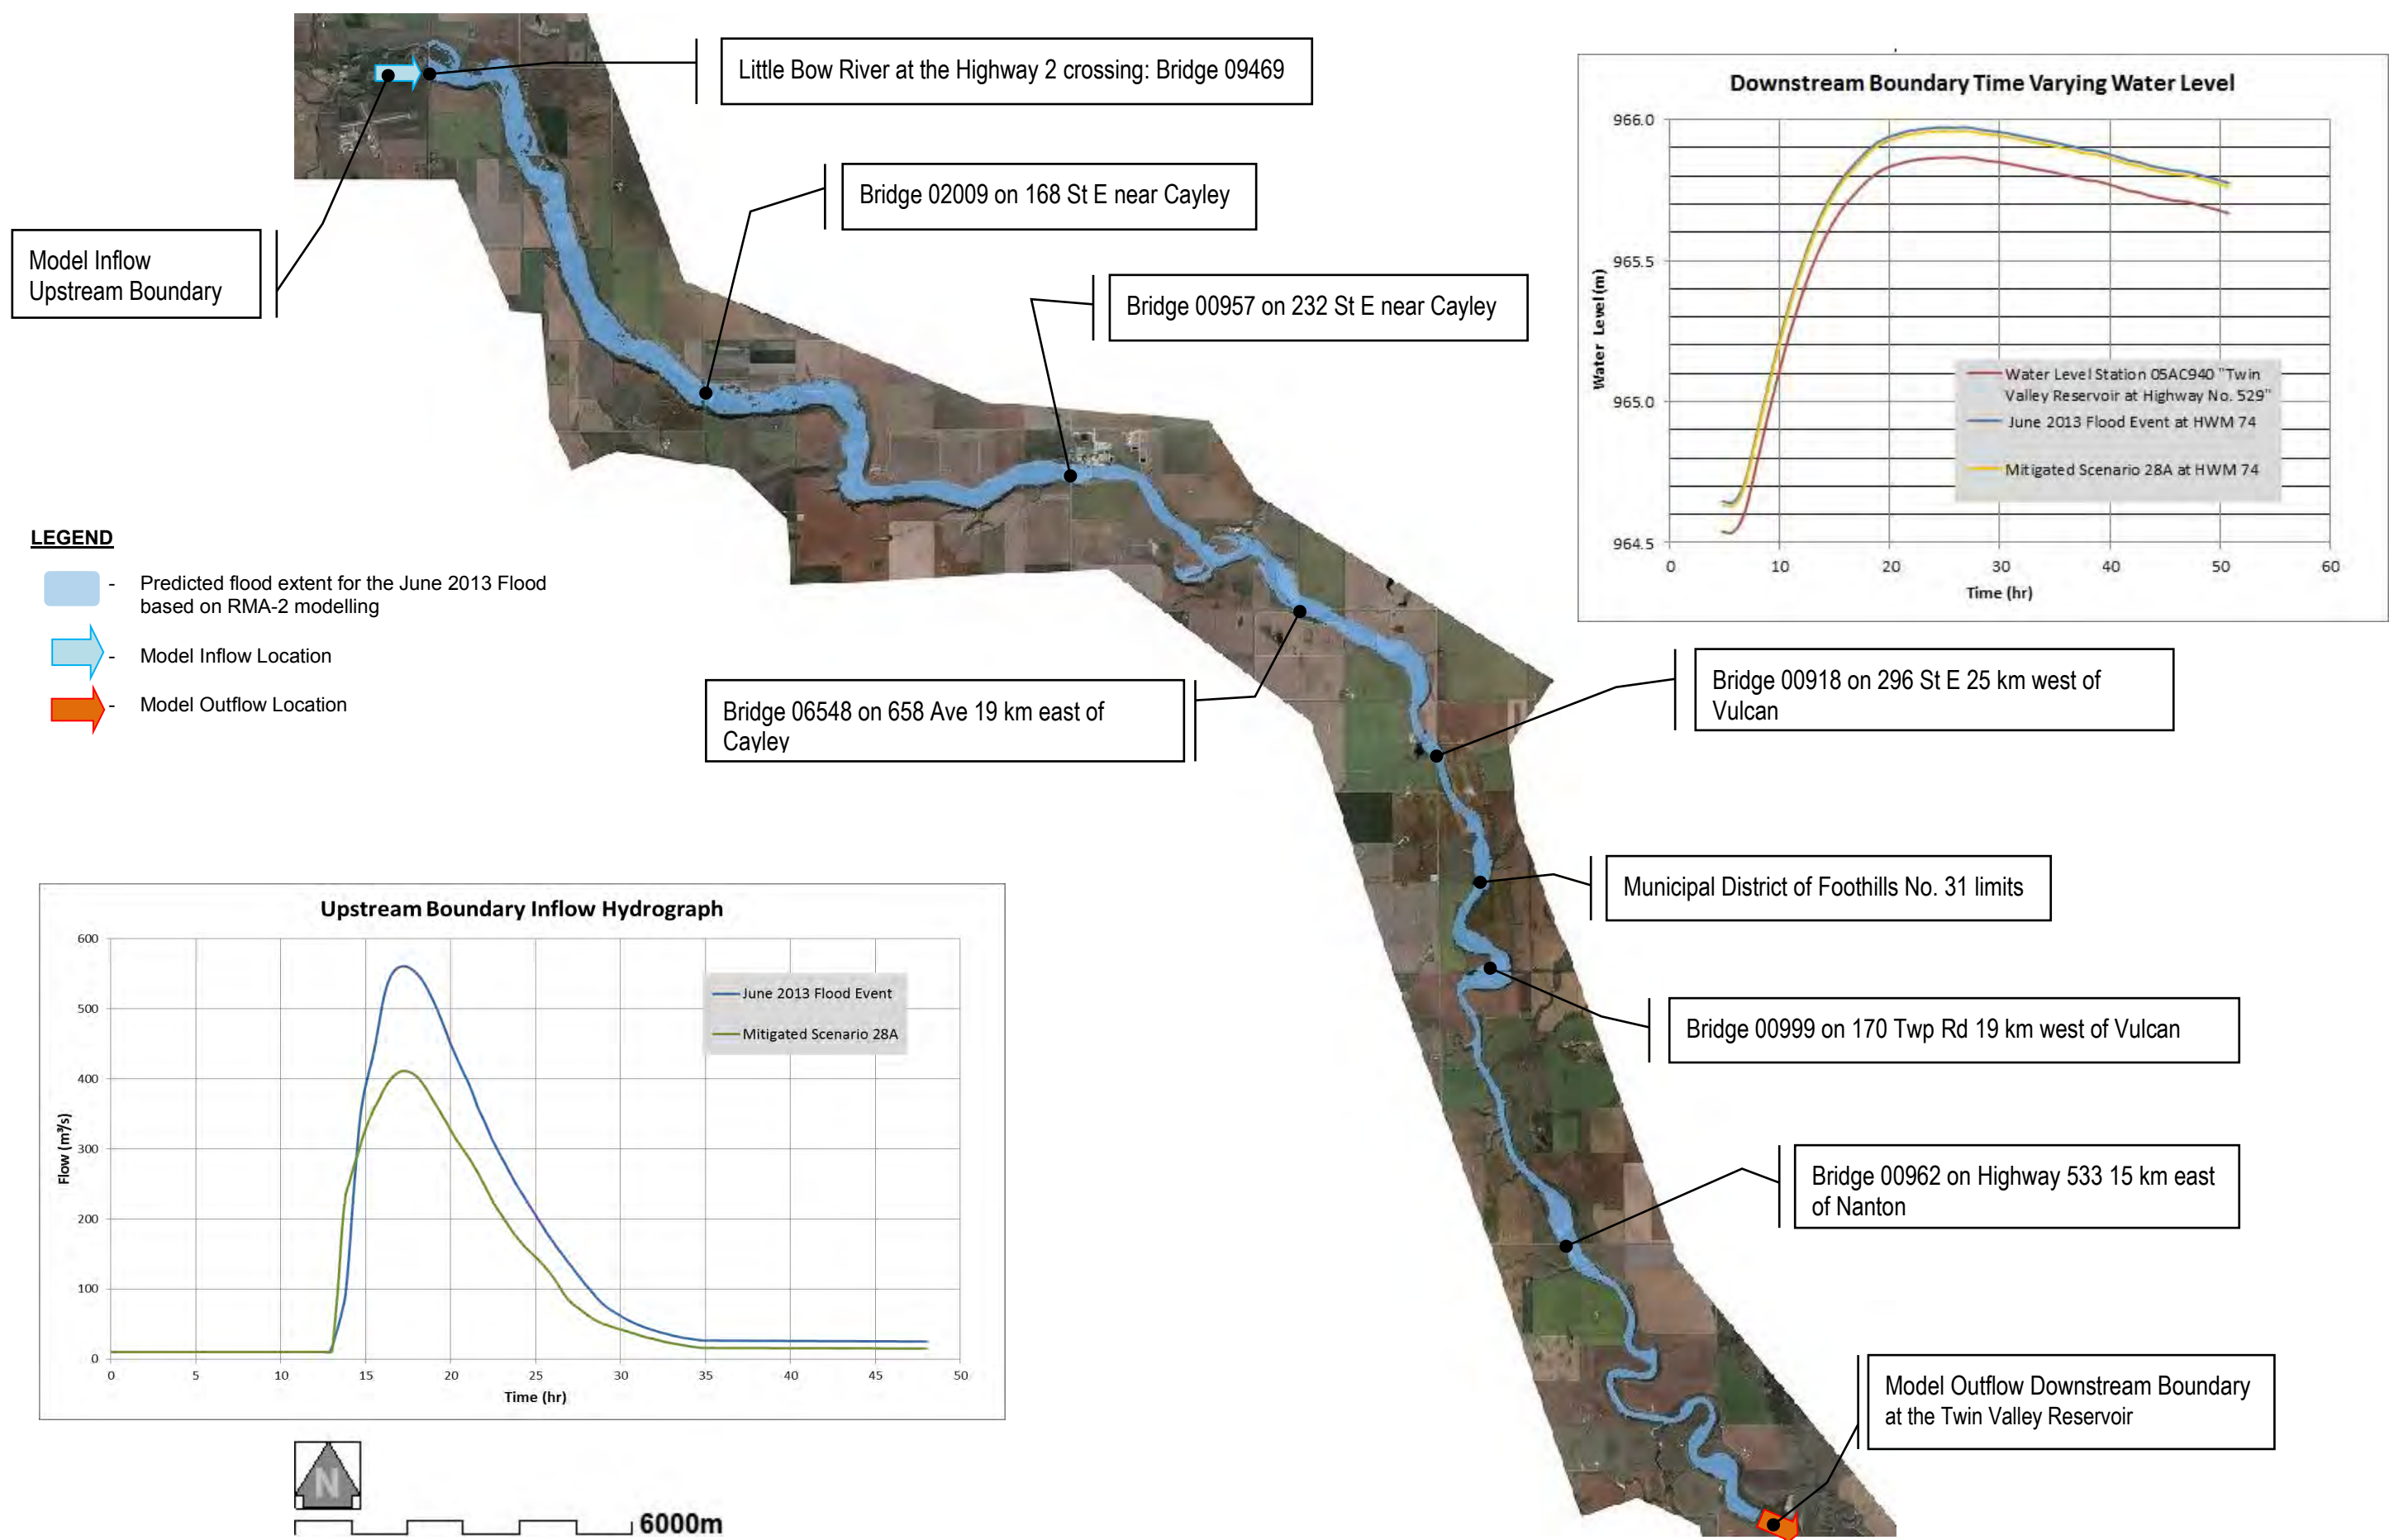 Little Bow River at the Highway 2 crossing: Bridge 09469
Bridge 02009 on 168 St E near Cayley
Model Inflow
Upstream Boundary
Bridge 00957 on 232 St E near Cayley
Downstream Boundary Time Varying Water Level
Water Level (m)
966.0
965.5
965.0
964.5
0 10 20 30 40 50 60
Time (hr)
Water Level Station 05AC940 "Twin
Valley Reservoir at Highway No. 529"
June 2013 Flood Event at HWM 74
Mitigated Scenario 28A at HWM 74
LEGEND
- Predicted flood extent for the June 2013 Flood
based on RMA-2 modelling
- Model Inflow Location
- Model Outflow Location
Bridge 06548 on 658 Ave 19 km east of
Cayley
Bridge 00918 on 296 St E 25 km west of
Vulcan
Municipal District of Foothills No. 31 limits
Bridge 00999 on 170 Twp Rd 19 km west of Vulcan
Bridge 00962 on Highway 533 15 km east
of Nanton
Model Outflow Downstream Boundary
at the Twin Valley Reservoir
Upstream Boundary Inflow Hydrograph
Flow (m³/s)
600
500
400
300
200
100
0
0 5 10 15 20 25 30 35 40 45 50
Time (hr)
June 2013 Flood Event
Mitigated Scenario 28A
N
6000m